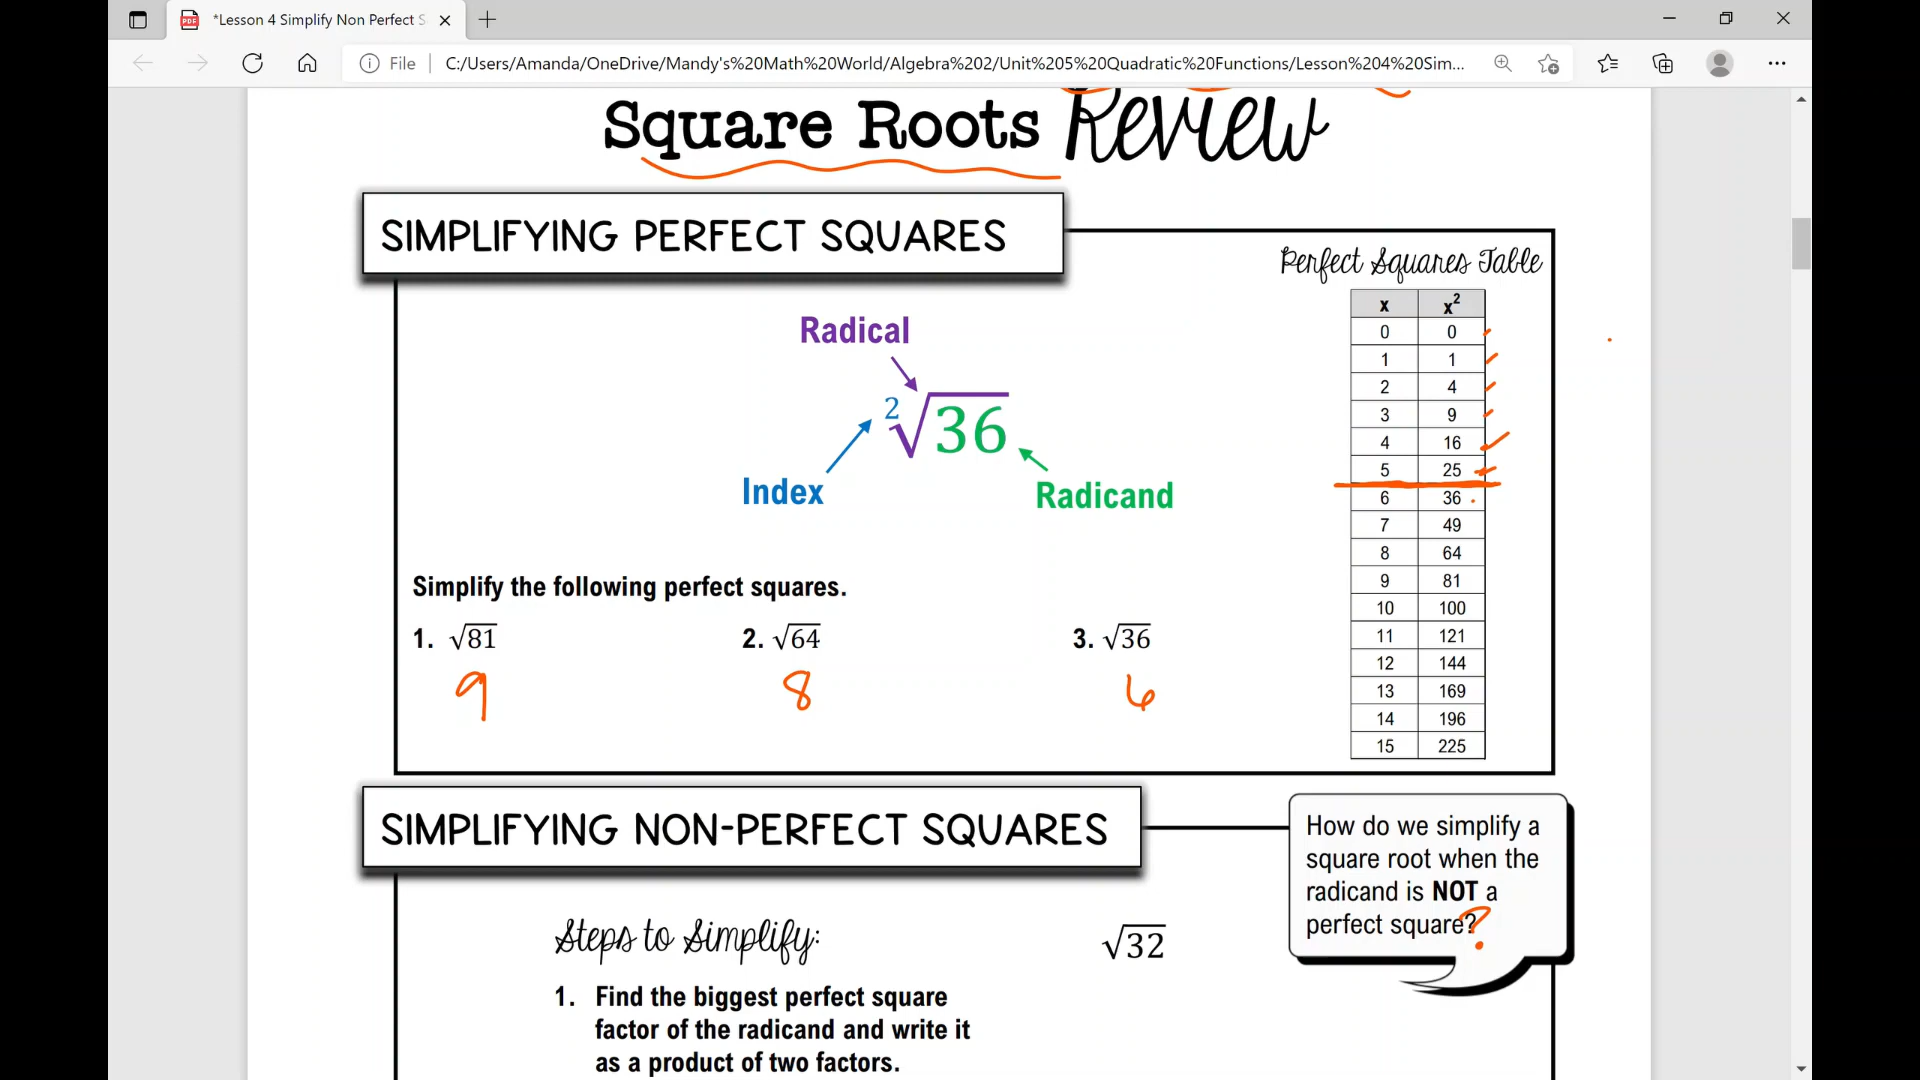 *Lesson 4 Simplify Non Perfect S
File C:/Users/Amanda/OneDrive/Mandy's%20Math%20World/Algebra%202/Unit%205%20Quadratic%20Functions/Lesson%204%20Sim...
Square Roots Review
SIMPLIFYING PERFECT SQUARES
Perfect Squares Table
x x²
0 0
1 1
2 4
3 9
4 16
5 25
6 36
7 49
8 64
9 81
10 100
11 121
12 144
13 169
14 196
15 225
Radical
²√36
Index
Radicand
Simplify the following perfect squares.
1. √81 2. √64 3. √36
9 8 6
SIMPLIFYING NON-PERFECT SQUARES
How do we simplify a
square root when the
radicand is NOT a
perfect square?
Steps to Simplify:
√32
1. Find the biggest perfect square
factor of the radicand and write it
as a product of two factors.